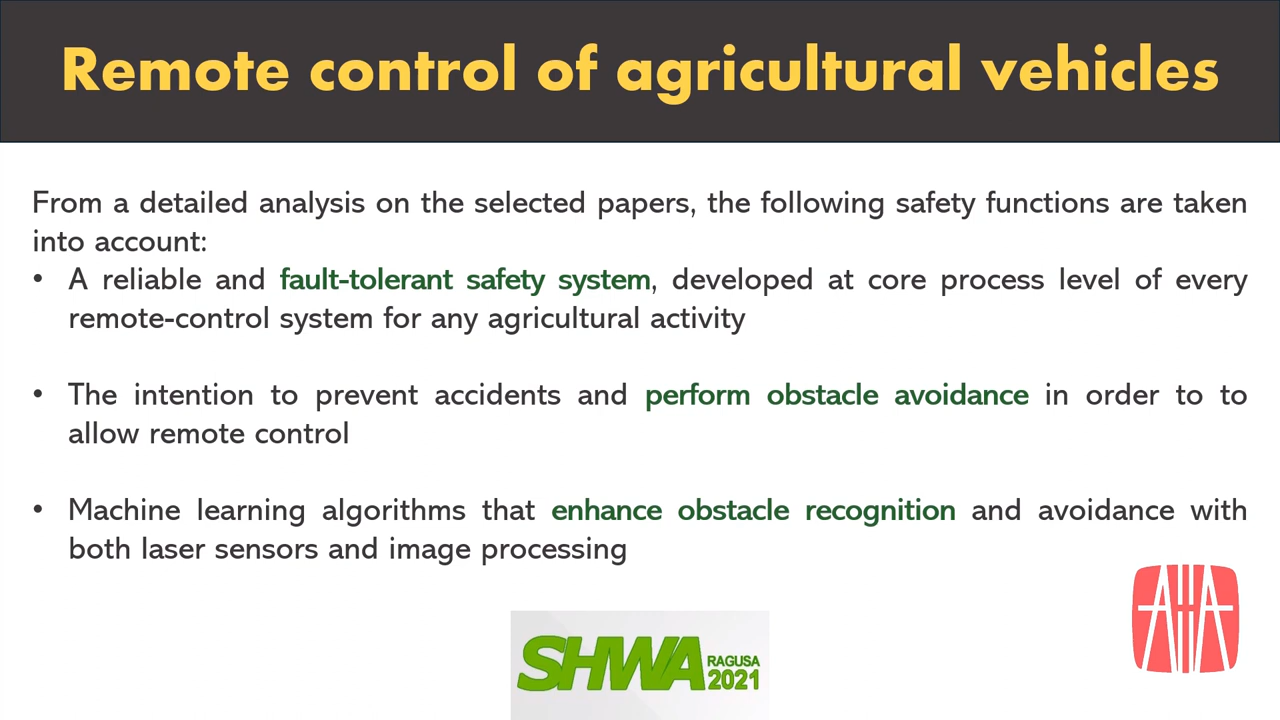 Remote control of agricultural vehicles
From a detailed analysis on the selected papers, the following safety functions are taken
into account:
• A reliable and fault-tolerant safety system, developed at core process level of every
remote-control system for any agricultural activity
• The intention to prevent accidents and perform obstacle avoidance in order to to
allow remote control
• Machine learning algorithms that enhance obstacle recognition and avoidance with
both laser sensors and image processing
SHWA RAGUSA
2021